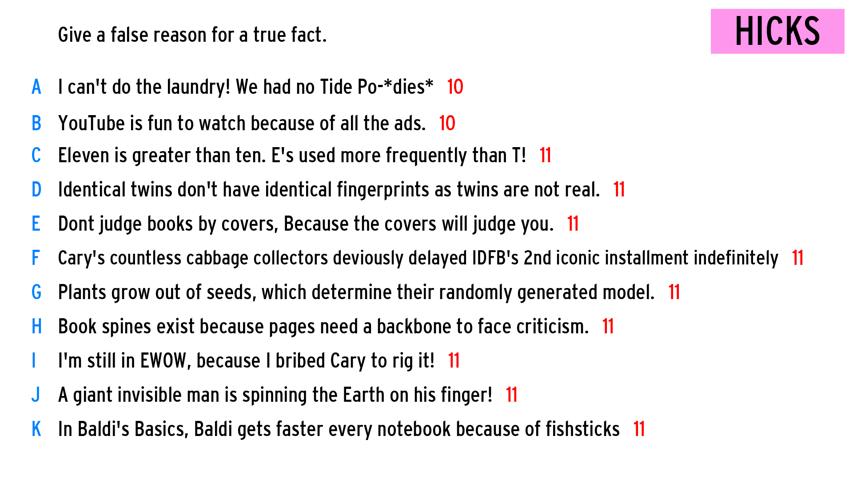 HICKS
Give a false reason for a true fact.
A I can't do the laundry! We had no Tide Po-*dies* 10
B YouTube is fun to watch because of all the ads. 10
C Eleven is greater than ten. E's used more frequently than T! 11
D Identical twins don't have identical fingerprints as twins are not real. 11
E Dont judge books by covers, Because the covers will judge you. 11
F Cary's countless cabbage collectors deviously delayed IDFB's 2nd iconic installment indefinitely 11
G Plants grow out of seeds, which determine their randomly generated model. 11
H Book spines exist because pages need a backbone to face criticism. 11
I I'm still in EWOW, because I bribed Cary to rig it! 11
J A giant invisible man is spinning the Earth on his finger! 11
K In Baldi's Basics, Baldi gets faster every notebook because of fishsticks 11